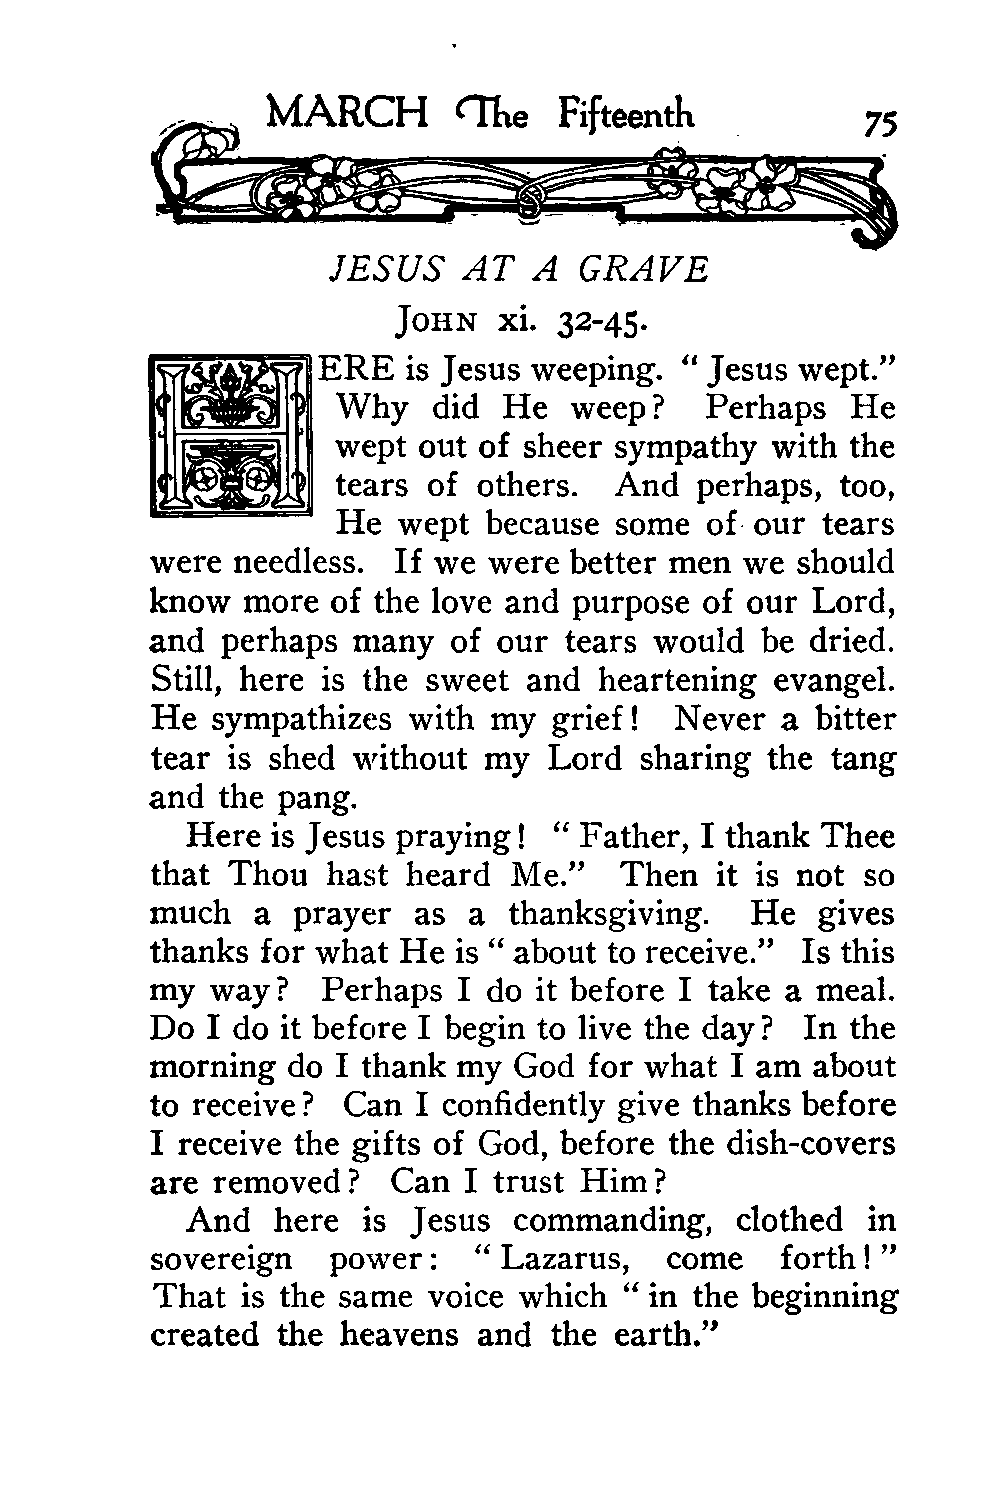 MARCH The Fifteenth 75
JESUS AT A GRAVE
JOHN xi. 32-45.
HERE is Jesus weeping. “ Jesus wept.”
Why did He weep? Perhaps He
wept out of sheer sympathy with the
tears of others. And perhaps, too,
He wept because some of our tears
were needless. If we were better men we should
know more of the love and purpose of our Lord,
and perhaps many of our tears would be dried.
Still, here is the sweet and heartening evangel.
He sympathizes with my grief! Never a bitter
tear is shed without my Lord sharing the tang
and the pang.
Here is Jesus praying! “ Father, I thank Thee
that Thou hast heard Me.” Then it is not so
much a prayer as a thanksgiving. He gives
thanks for what He is “ about to receive.” Is this
my way? Perhaps I do it before I take a meal.
Do I do it before I begin to live the day? In the
morning do I thank my God for what I am about
to receive? Can I confidently give thanks before
I receive the gifts of God, before the dish-covers
are removed? Can I trust Him?
And here is Jesus commanding, clothed in
sovereign power: “ Lazarus, come forth! ”
That is the same voice which “ in the beginning
created the heavens and the earth.”